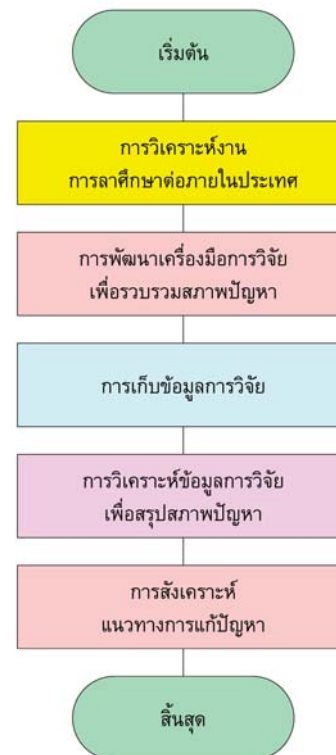 เริ่มต้น
การวิเคราะห์งาน
การลาศึกษาต่อภายในประเทศ
การพัฒนาเครื่องมือการวิจัย
เพื่อรวบรวมสภาพปัญหา
การเก็บข้อมูลการวิจัย
การวิเคราะห์ข้อมูลการวิจัย
เพื่อสรุปสภาพปัญหา
การสังเคราะห์
แนวทางการแก้ปัญหา
สิ้นสุด